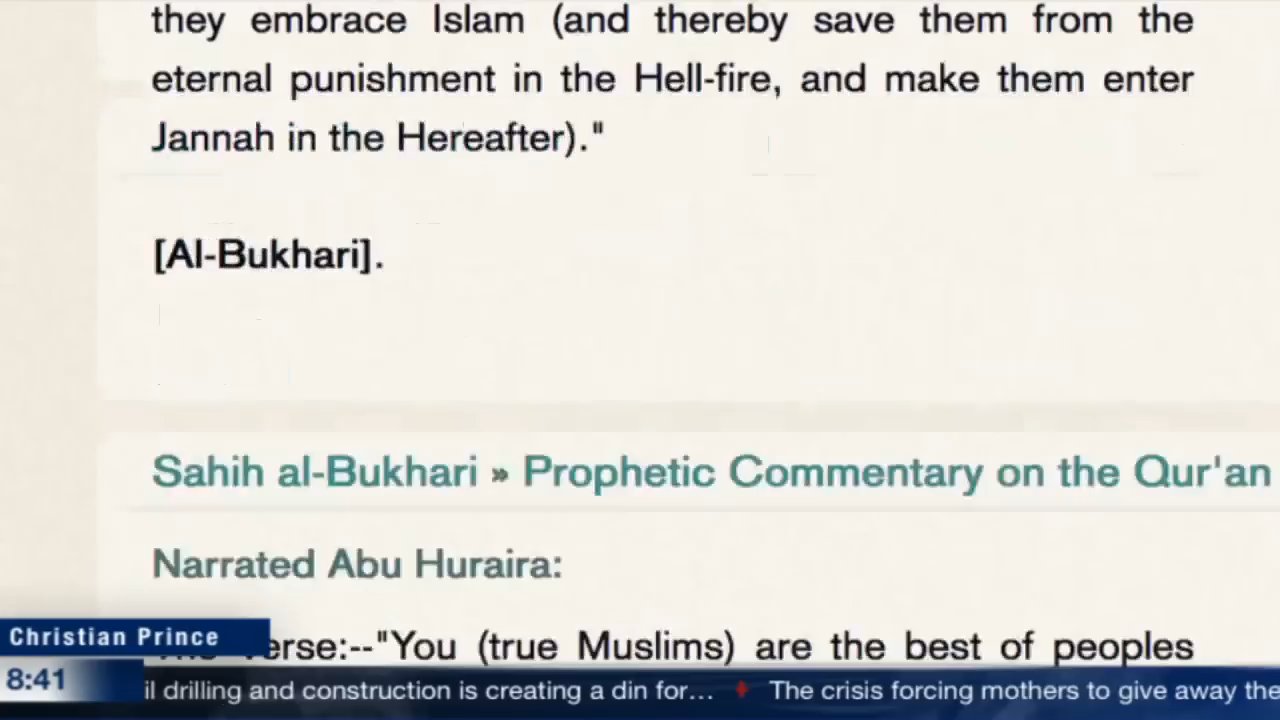 they embrace Islam (and thereby save them from the
eternal punishment in the Hell-fire, and make them enter
Jannah in the Hereafter)."
[Al-Bukhari].
Sahih al-Bukhari » Prophetic Commentary on the Qur'an
Narrated Abu Huraira:
erse:--"You (true Muslims) are the best of peoples
Christian Prince
8:41
il drilling and construction is creating a din for... ♦ The crisis forcing mothers to give away the